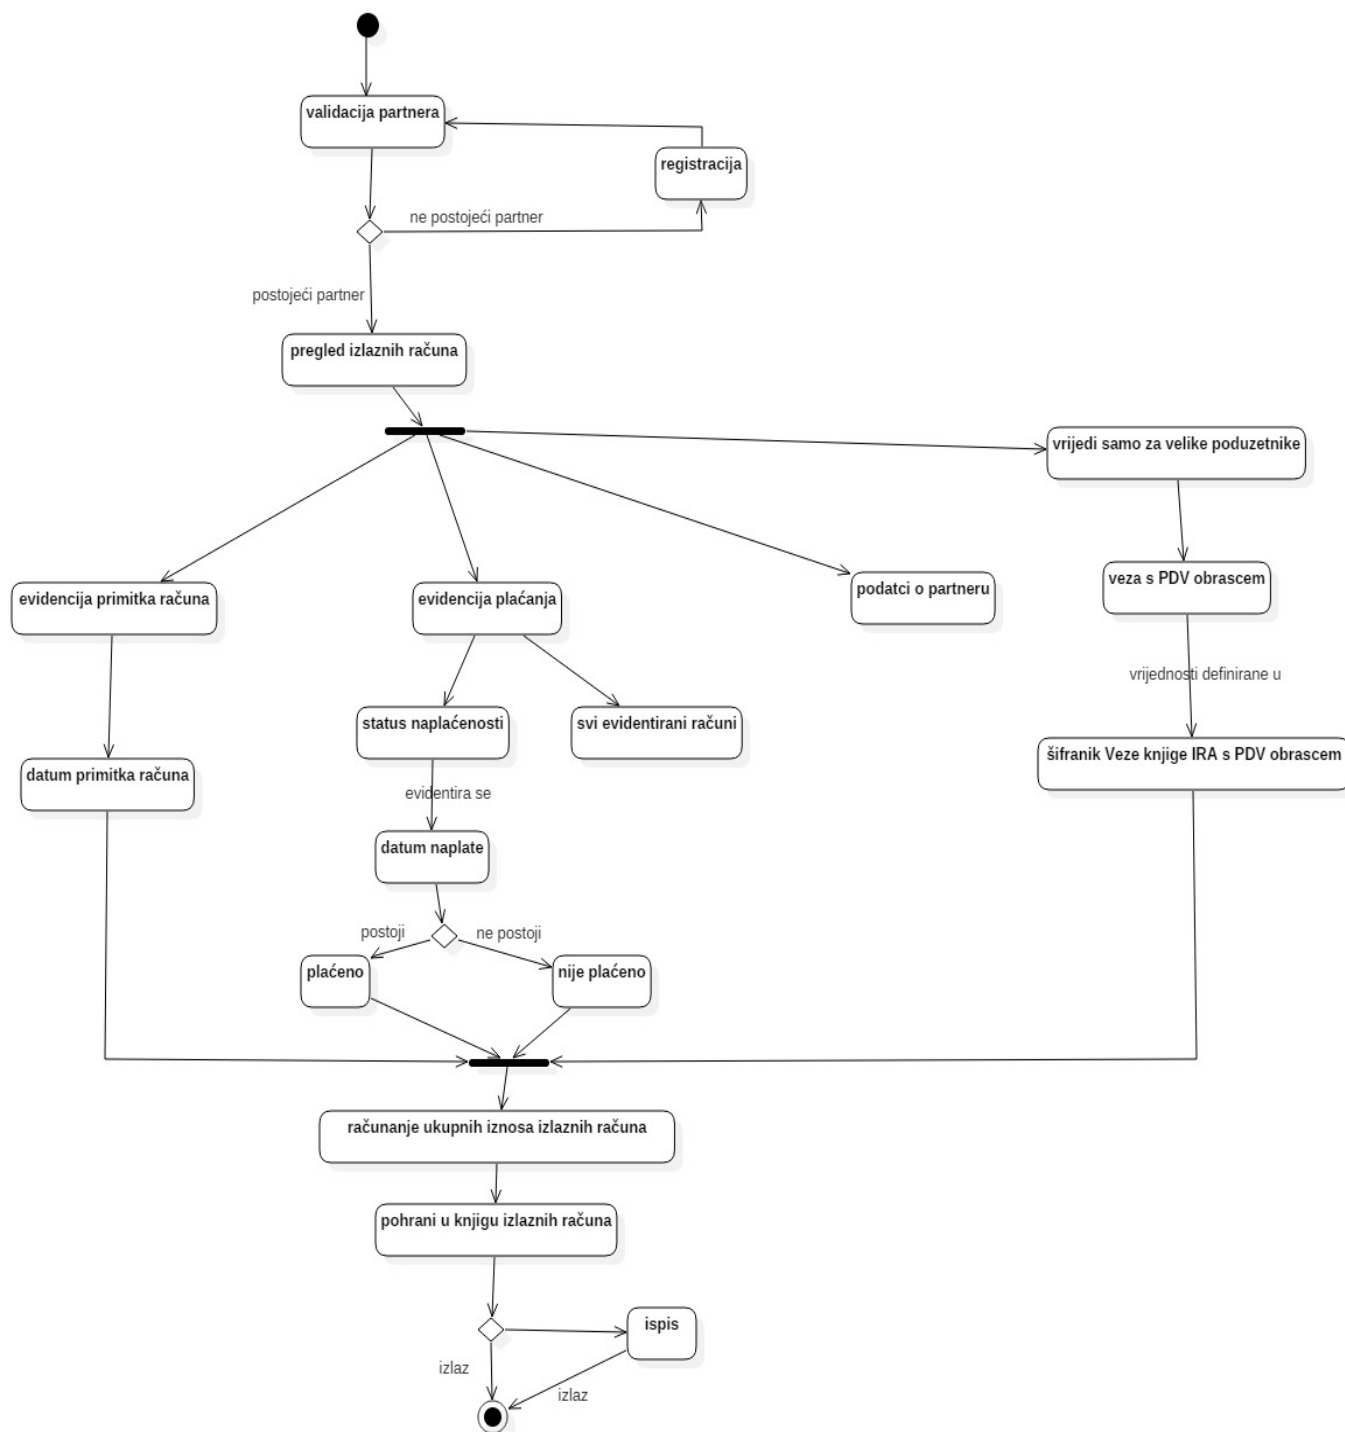 validacija partnera
registracija
ne postojeći partner
postojeći partner
pregled izlaznih računa
vrijedi samo za velike poduzetnike
evidencija primitka računa
evidencija plaćanja
podatci o partneru
veza s PDV obrascem
vrijednosti definirane u
status naplaćenosti
svi evidentirani računi
šifranik Veze knjige IRA s PDV obrascem
datum primitka računa
evidentira se
datum naplate
postoji
ne postoji
plaćeno
nije plaćeno
računanje ukupnih iznosa izlaznih računa
pohrani u knjigu izlaznih računa
ispis
izlaz
izlaz